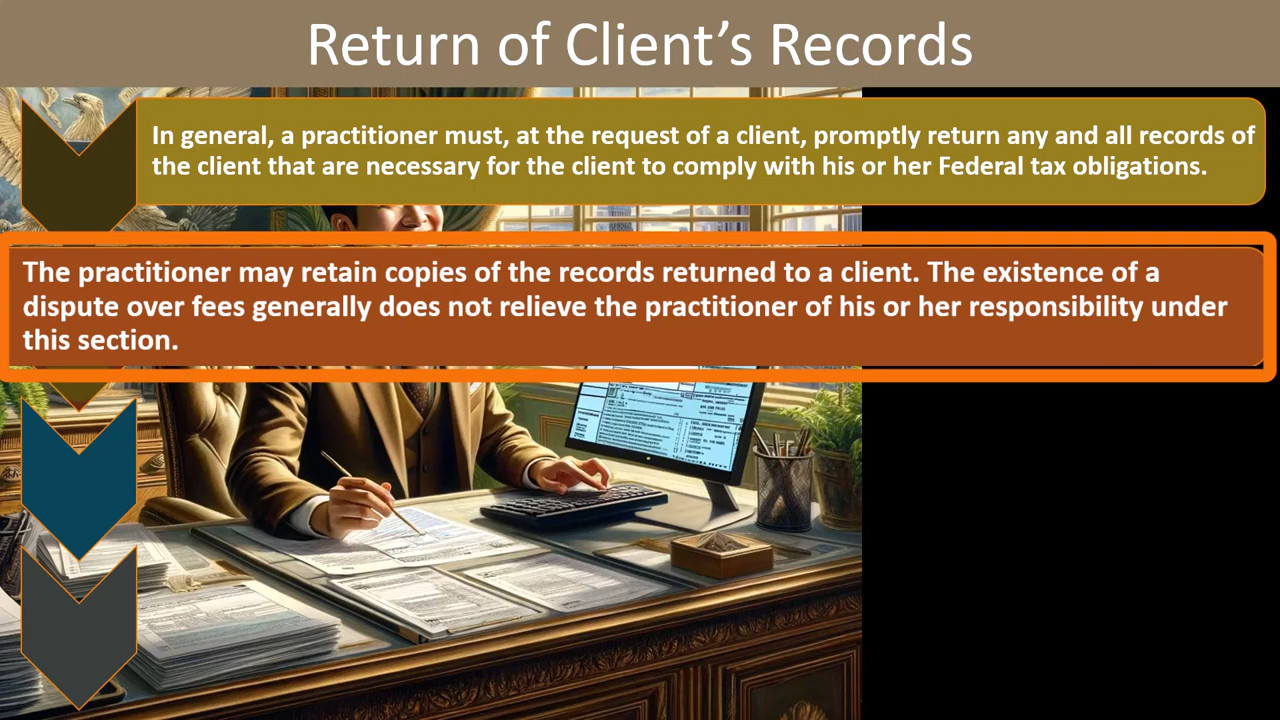 Return of Client’s Records
In general, a practitioner must, at the request of a client, promptly return any and all records of
the client that are necessary for the client to comply with his or her Federal tax obligations.
The practitioner may retain copies of the records returned to a client. The existence of a
dispute over fees generally does not relieve the practitioner of his or her responsibility under
this section.